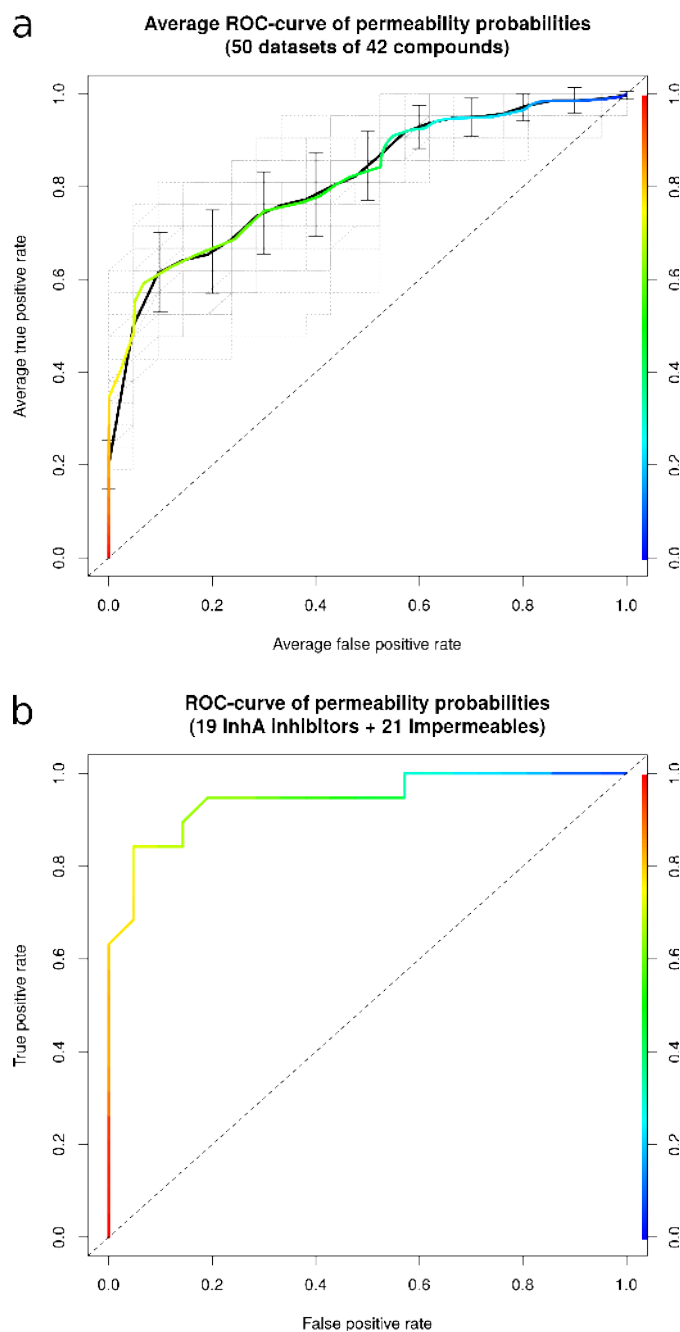 a
Average ROC-curve of permeability probabilities
(50 datasets of 42 compounds)
Average true positive rate
0.0 0.2 0.4 0.6 0.8 1.0
0.0 0.2 0.4 0.6 0.8 1.0
0.0 0.2 0.4 0.6 0.8 1.0
Average false positive rate
b
ROC-curve of permeability probabilities
(19 InhA inhibitors + 21 Impermeables)
True positive rate
0.0 0.2 0.4 0.6 0.8 1.0
0.0 0.2 0.4 0.6 0.8 1.0
0.0 0.2 0.4 0.6 0.8 1.0
False positive rate